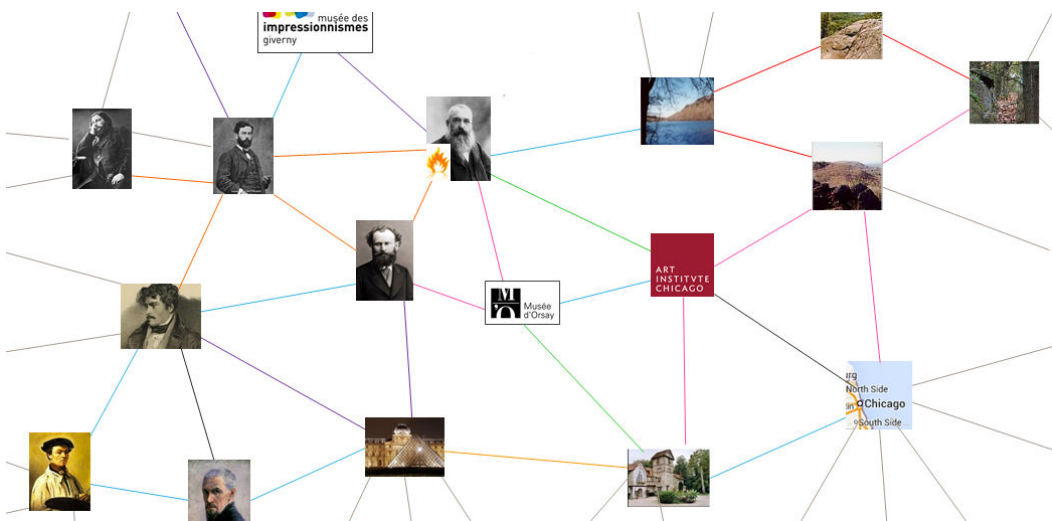 musée des
impressionnismes
giverny
Musée
d'Orsay
ART
INSTITVTE
CHICAGO
North Side
Chicago
South Side